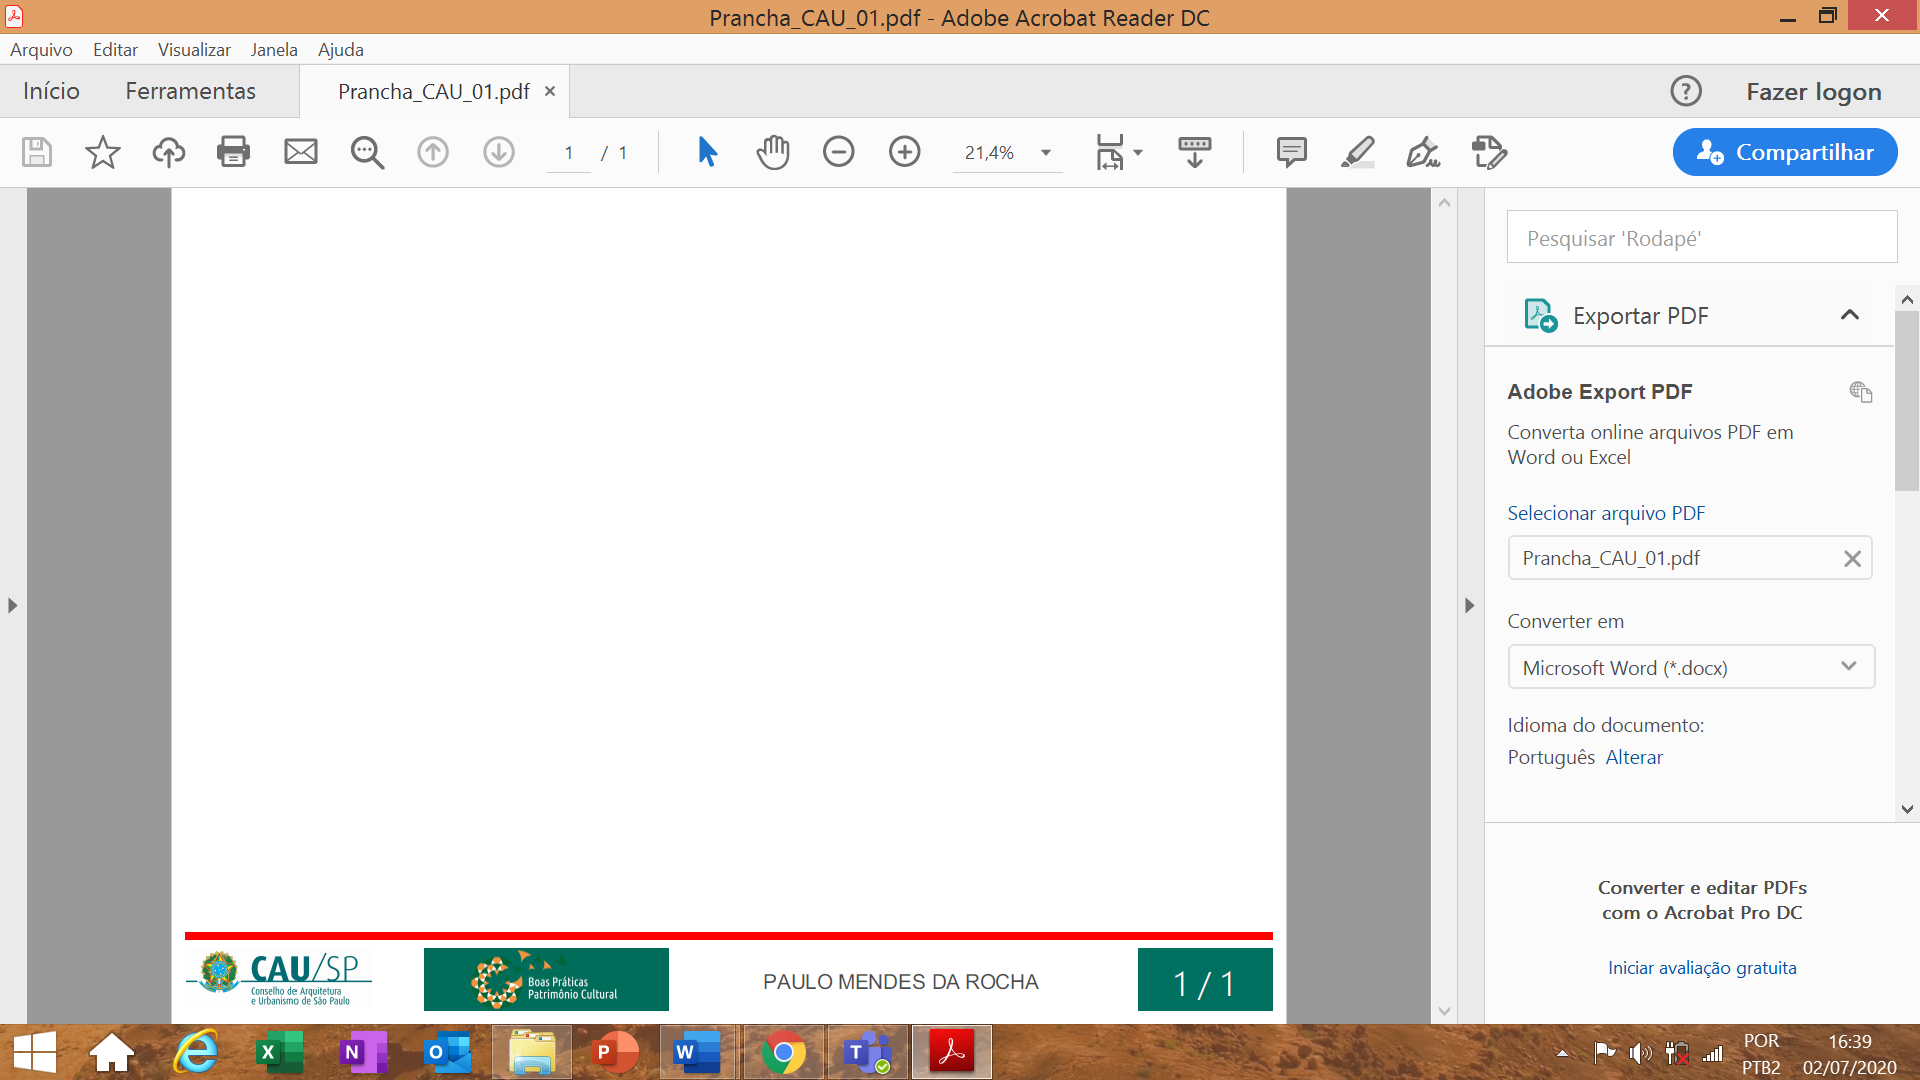 Prancha_CAU_01.pdf - Adobe Acrobat Reader DC
Arquivo Editar Visualizar Janela Ajuda
Início Ferramentas Prancha_CAU_01.pdf × ? Fazer logon
1 / 1 21,4% Compartilhar
Pesquisar 'Rodapé'
Exportar PDF
Adobe Export PDF
Converta online arquivos PDF em
Word ou Excel
Selecionar arquivo PDF
Prancha_CAU_01.pdf
Converter em
Microsoft Word (*.docx)
Idioma do documento:
Português Alterar
Converter e editar PDFs
com o Acrobat Pro DC
Iniciar avaliação gratuita
CAU/SP
Conselho de Arquitetura
e Urbanismo de São Paulo
Boas Práticas
Patrimônio Cultural
PAULO MENDES DA ROCHA
1 / 1
POR
PTB2
16:39
02/07/2020